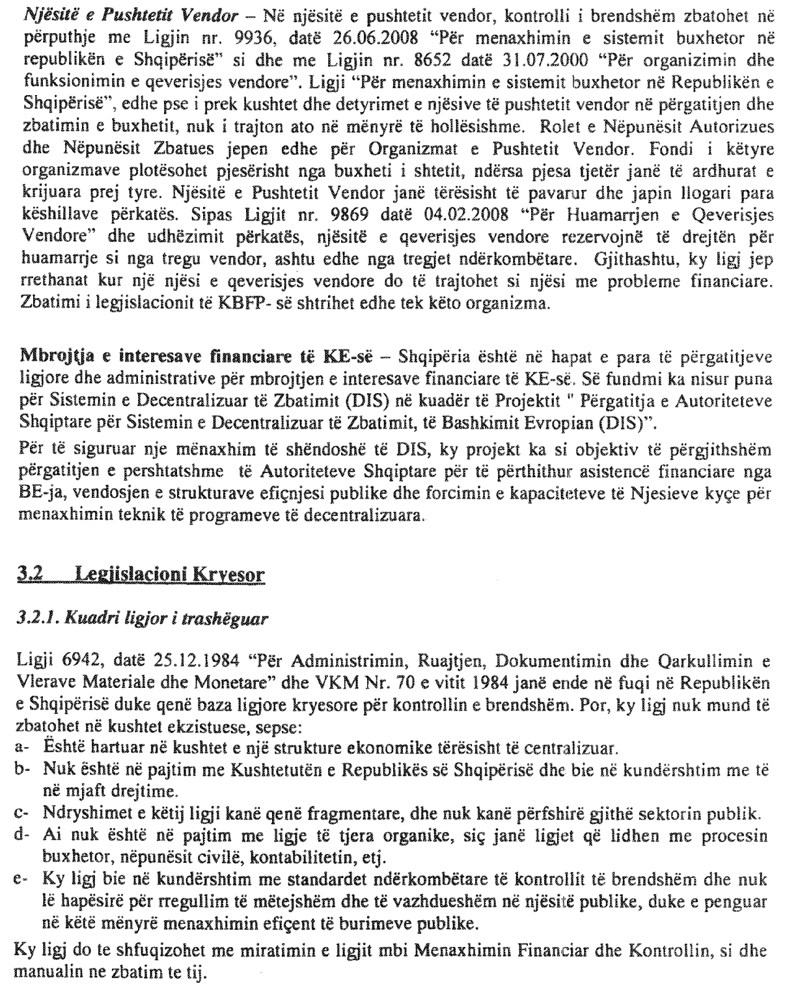 Njësitë e Pushtetit Vendor – Në njësitë e pushtetit vendor, kontrolli i brendshëm zbatohet në
përputhje me Ligjin nr. 9936, datë 26.06.2008 “Për menaxhimin e sistemit buxhetor në
republikën e Shqipërisë” si dhe me Ligjin nr. 8652 datë 31.07.2000 “Për organizimin dhe
funksionimin e qeverisjes vendore”. Ligji “Për menaxhimin e sistemit buxhetor në Republikën e
Shqipërisë”, edhe pse i prek kushtet dhe detyrimet e njësive të pushtetit vendor në përgatitjen dhe
zbatimin e buxhetit, nuk i trajton ato në mënyrë të hollësishme. Rolet e Nëpunësit Autorizues
dhe Nëpunësit Zbatues jepen edhe për Organizmat e Pushtetit Vendor. Fondi i këtyre
organizmave plotësohet pjesërisht nga buxheti i shtetit, ndërsa pjesa tjetër janë të ardhurat e
krijuara prej tyre. Njësitë e Pushtetit Vendor janë tërësisht të pavarur dhe japin llogari para
këshillave përkatës. Sipas Ligjit nr. 9869 datë 04.02.2008 “Për Huamarrjen e Qeverisjes
Vendore” dhe udhëzimit përkatës, njësitë e qeverisjes vendore rezervojnë të drejtën për
huamarrje si nga tregu vendor, ashtu edhe nga tregjet ndërkombëtare. Gjithashtu, ky ligj jep
rrethanat kur një njësi e qeverisjes vendore do të trajtohet si njësi me probleme financiare.
Zbatimi i legjislacionit të KBFP- së shtrihet edhe tek këto organizma.
Mbrojtja e interesave financiare të KE-së – Shqipëria është në hapat e para të përgatitjeve
ligjore dhe administrative për mbrojtjen e interesave financiare të KE-së. Së fundmi ka nisur puna
për Sistemin e Decentralizuar të Zbatimit (DIS) në kuadër të Projektit " Përgatitja e Autoriteteve
Shqiptare për Sistemin e Decentralizuar të Zbatimit, të Bashkimit Evropian (DIS)”.
Për të siguruar nje mënaxhim të shëndoshë të DIS, ky projekt ka si objektiv të përgjithshëm
përgatitjen e pershtatshme të Autoriteteve Shqiptare për të përthithur asistencë financiare nga
BE-ja, vendosjen e strukturave efiçnjesi publike dhe forcimin e kapaciteteve të Njesieve kyçe për
menaxhimin teknik të programeve të decentralizuara.
3.2 Legjislacioni Kryesor
3.2.1. Kuadri ligjor i trashëguar
Ligji 6942, datë 25.12.1984 “Për Administrimin, Ruajtjen, Dokumentimin dhe Qarkullimin e
Vlerave Materiale dhe Monetare” dhe VKM Nr. 70 e vitit 1984 janë ende në fuqi në Republikën
e Shqipërisë duke qenë baza ligjore kryesore për kontrollin e brendshëm. Por, ky ligj nuk mund të
zbatohet në kushtet ekzistuese, sepse:
a- Është hartuar në kushtet e një strukture ekonomike tërësisht të centralizuar.
b- Nuk është në pajtim me Kushtetutën e Republikës së Shqipërisë dhe bie në kundërshtim me të
në mjaft drejtime.
c- Ndryshimet e këtij ligji kanë qenë fragmentare, dhe nuk kanë përfshirë gjithë sektorin publik.
d- Ai nuk është në pajtim me ligje të tjera organike, siç janë ligjet që lidhen me procesin
buxhetor, nëpunësit civilë, kontabilitetin, etj.
e- Ky ligj bie në kundërshtim me standardet ndërkombëtare të kontrollit të brendshëm dhe nuk
lë hapësirë për rregullim të mëtejshëm dhe të vazhdueshëm në njësitë publike, duke e penguar
në këtë mënyrë menaxhimin efiçent të burimeve publike.
Ky ligj do te shfuqizohet me miratimin e ligjit mbi Menaxhimin Financiar dhe Kontrollin, si dhe
manualin ne zbatim te tij.